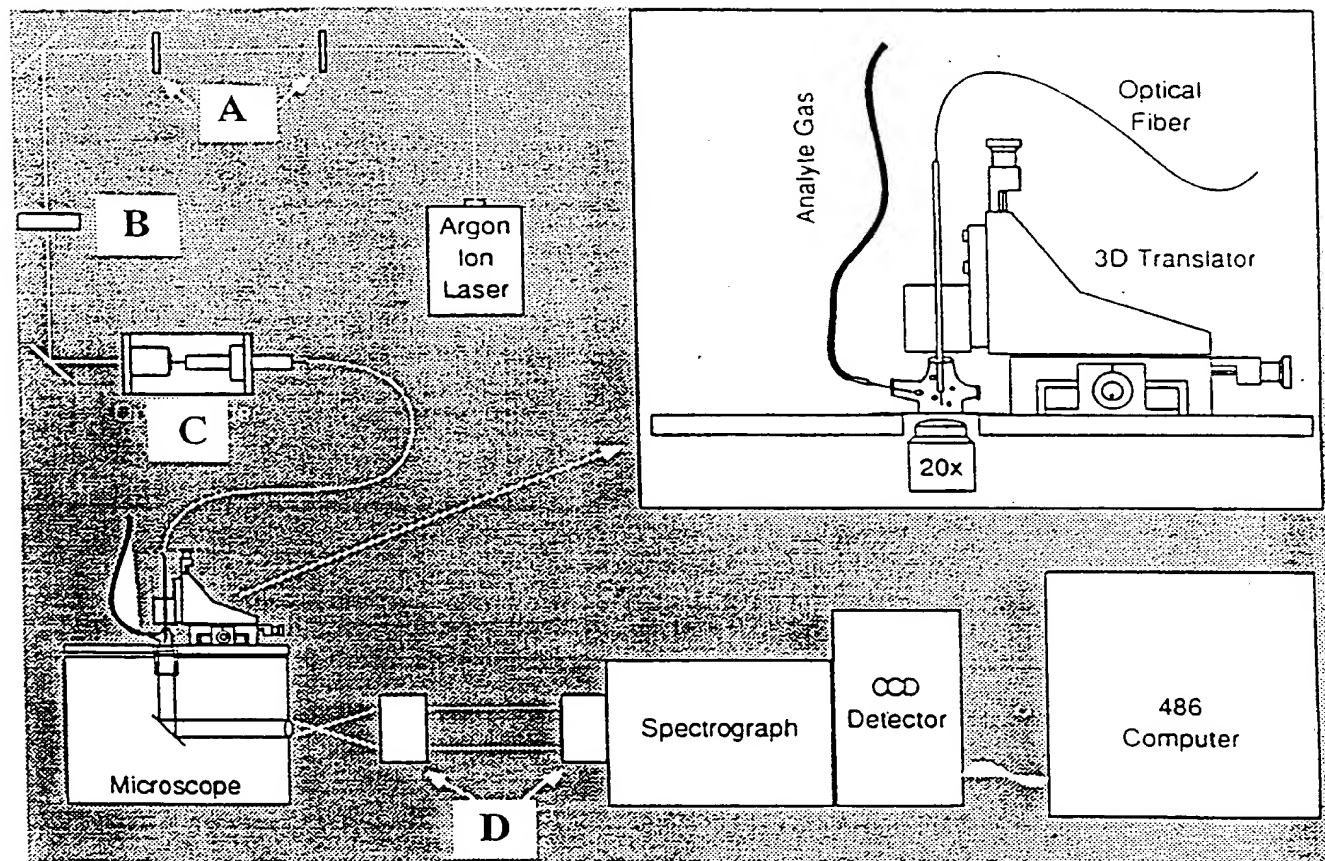 A
B
Argon
Ion
Laser
C
Analyte Gas
Optical
Fiber
3D Translator
20x
Microscope
D
Spectrograph
CCD
Detector
486
Computer